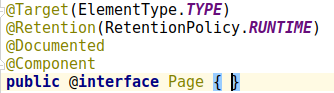 @Target(ElementType.TYPE)
@Retention(RetentionPolicy.RUNTIME)
@Documented
@Component
public @interface Page { }